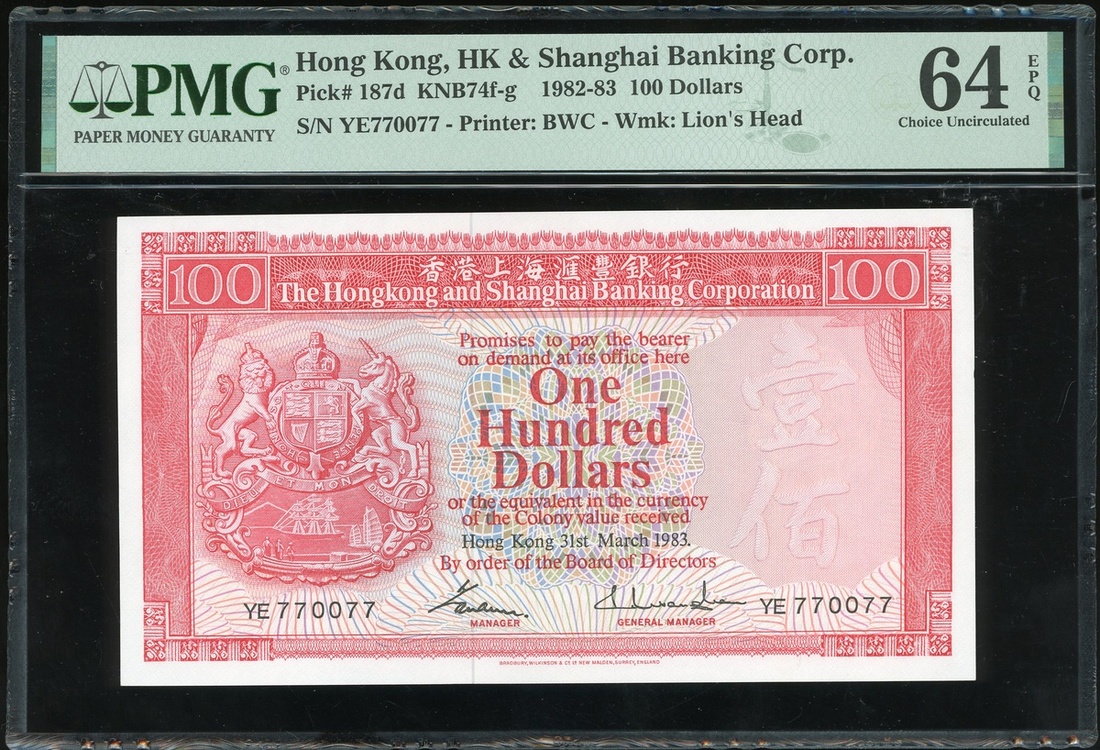 PMG®
PAPER MONEY GUARANTY
Hong Kong, HK & Shanghai Banking Corp.
Pick# 187d KNB74f-g 1982-83 100 Dollars
S/N YE770077 - Printer: BWC - Wmk: Lion's Head
64
EPQ
Choice Uncirculated
100
香港上海滙豐銀行
The Hongkong and Shanghai Banking Corporation
100
Promises to pay the bearer
on demand at its office here
One
Hundred
Dollars
or the equivalent in the currency
of the Colony value received
Hong Kong 31st March 1983.
By order of the Board of Directors
壹
佰
DIEU ET MON DROIT
YE 770077
MANAGER
GENERAL MANAGER
YE 770077
BRADBURY, WILKINSON & Co Ld NEW MALDEN, SURREY, ENGLAND